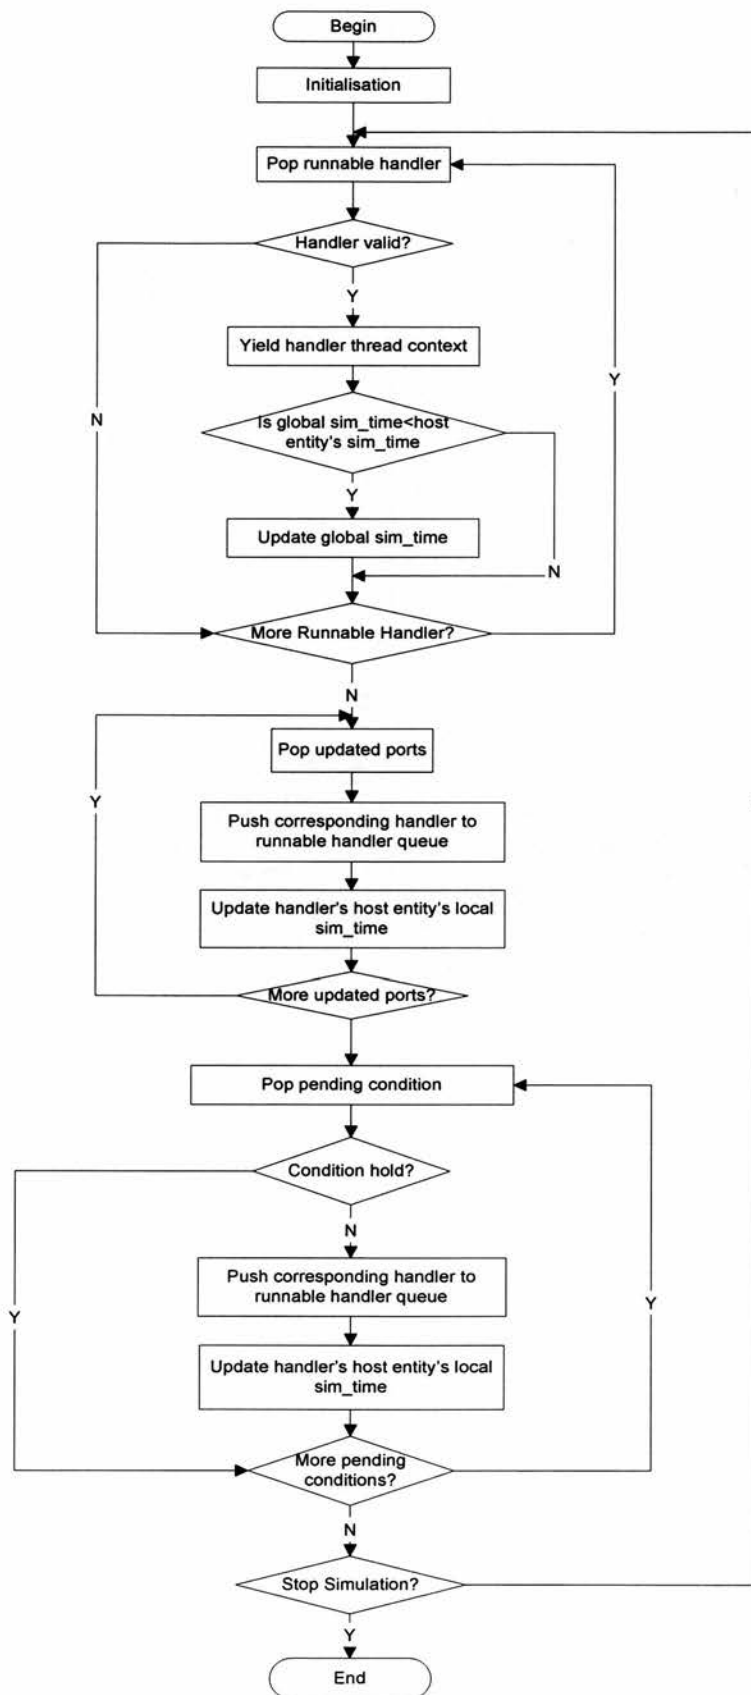 Begin
Initialisation
Pop runnable handler
Handler valid?
Y
Yield handler thread context
Y
N
Is global sim_time<host
entity's sim_time
Y
Update global sim_time
N
More Runnable Handler?
N
Pop updated ports
Y
Push corresponding handler to
runnable handler queue
Update handler's host entity's local
sim_time
More updated ports?
Pop pending condition
Condition hold?
N
Push corresponding handler to
runnable handler queue
Y
Y
Update handler's host entity's local
sim_time
More pending
conditions?
N
Stop Simulation?
Y
End